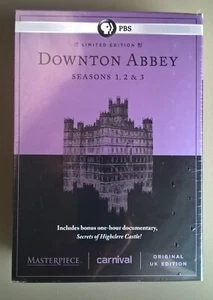 PBS
LIMITED EDITION
DOWNTON ABBEY
SEASONS 1, 2 & 3
Includes bonus one-hour documentary,
Secrets of Highclere Castle!
MASTERPIECE
carnival
ORIGINAL
UK EDITION